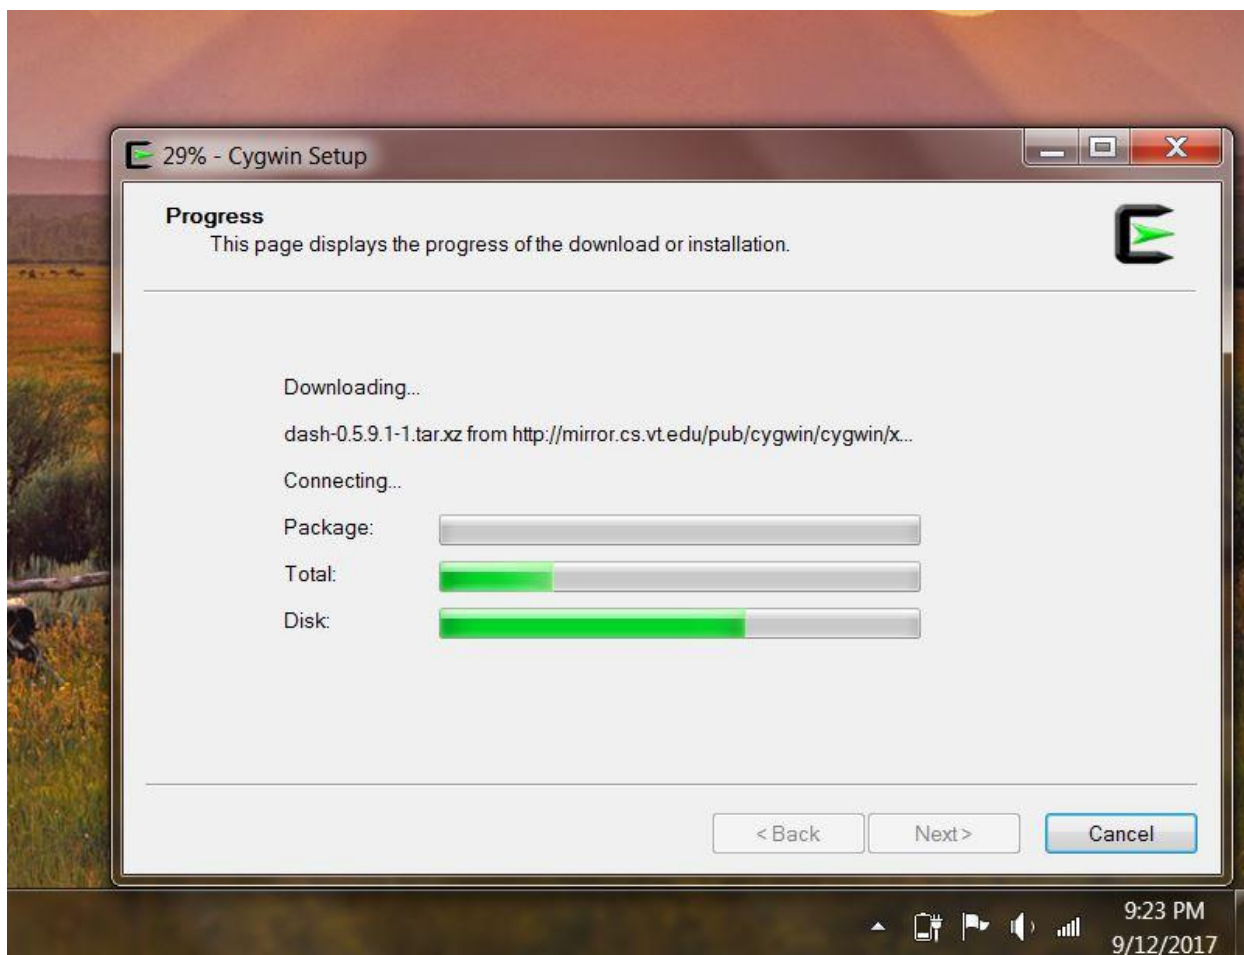 29% - Cygwin Setup
Progress
This page displays the progress of the download or installation.
Downloading...
dash-0.5.9.1-1.tar.xz from http://mirror.cs.vt.edu/pub/cygwin/cygwin/x...
Connecting...
Package:
Total:
Disk:
< Back Next > Cancel
9:23 PM
9/12/2017